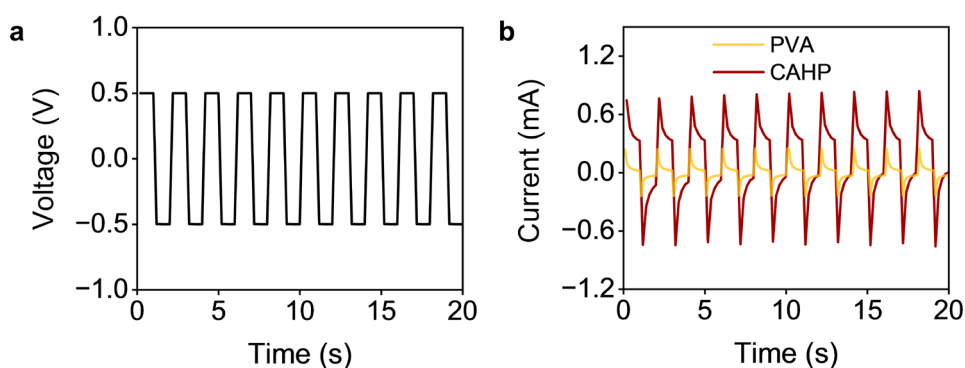 a
Voltage (V)
1.0
0.5
0.0
−0.5
−1.0
0 5 10 15 20
Time (s)
b
Current (mA)
1.2
0.6
0.0
−0.6
−1.2
PVA
CAHP
0 5 10 15 20
Time (s)